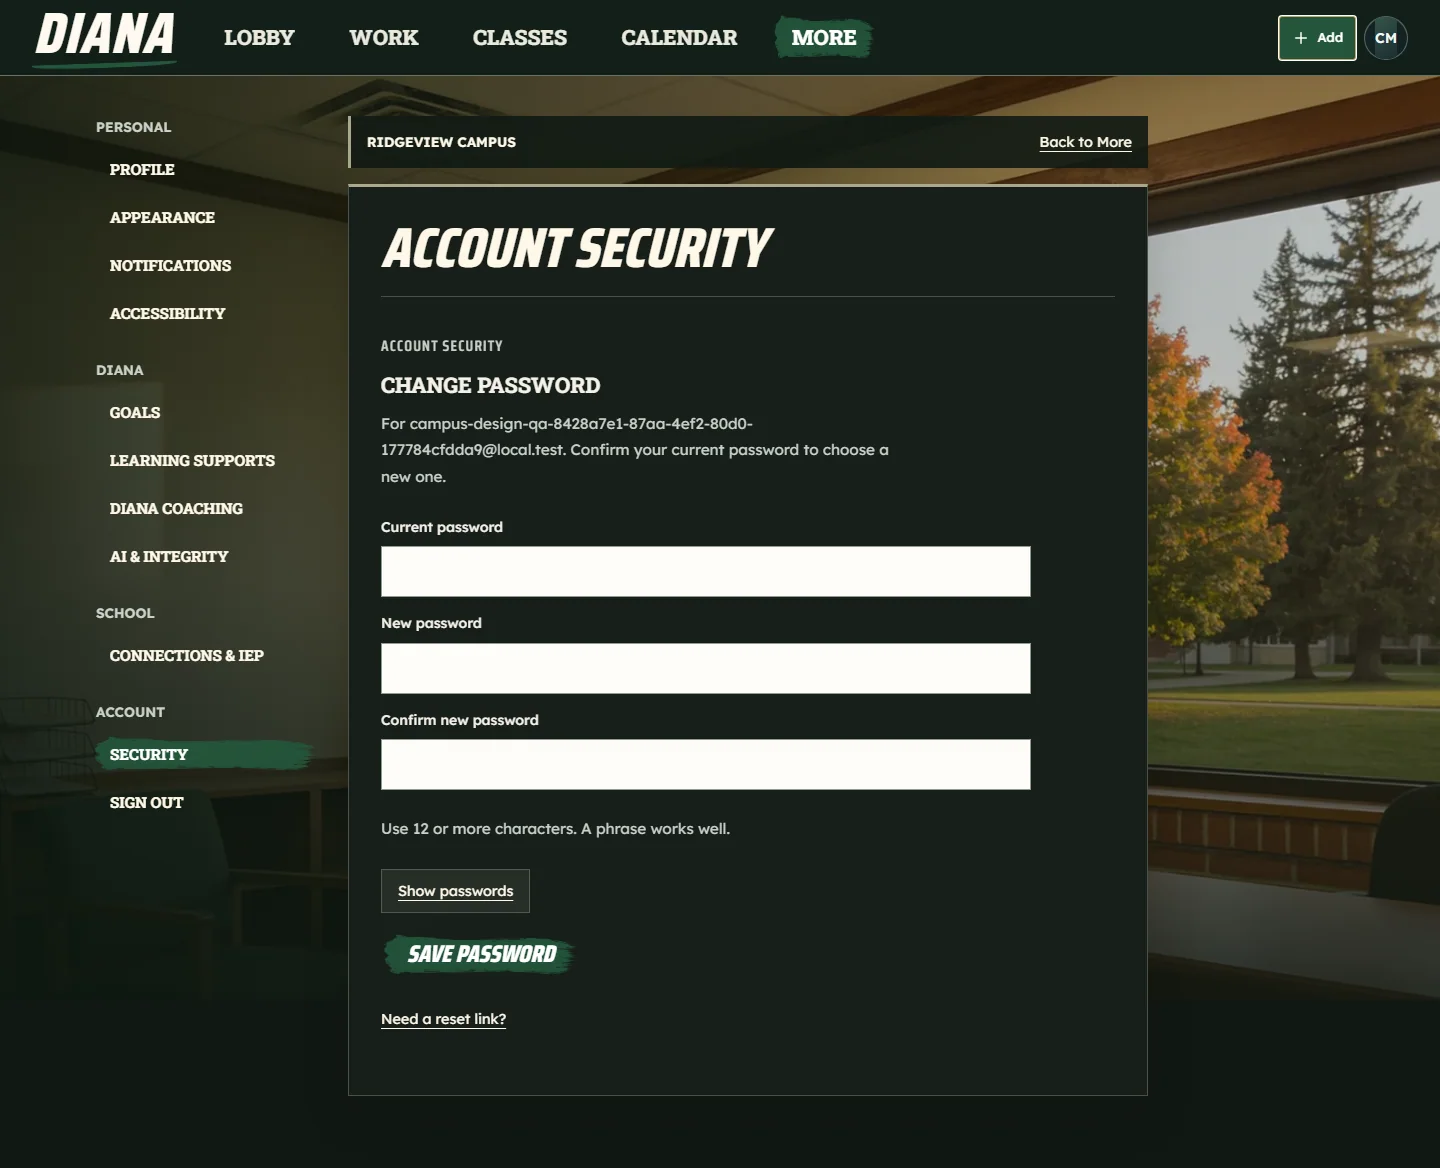 DIANA
LOBBY
WORK
CLASSES
CALENDAR
MORE
+ Add
CM
PERSONAL
PROFILE
APPEARANCE
NOTIFICATIONS
ACCESSIBILITY
DIANA
GOALS
LEARNING SUPPORTS
DIANA COACHING
AI & INTEGRITY
SCHOOL
CONNECTIONS & IEP
ACCOUNT
SECURITY
SIGN OUT
RIDGEVIEW CAMPUS
Back to More
ACCOUNT SECURITY
ACCOUNT SECURITY
CHANGE PASSWORD
For campus-design-qa-8428a7e1-87aa-4ef2-80d0-
177784cfdda9@local.test. Confirm your current password to choose a
new one.
Current password
New password
Confirm new password
Use 12 or more characters. A phrase works well.
Show passwords
SAVE PASSWORD
Need a reset link?